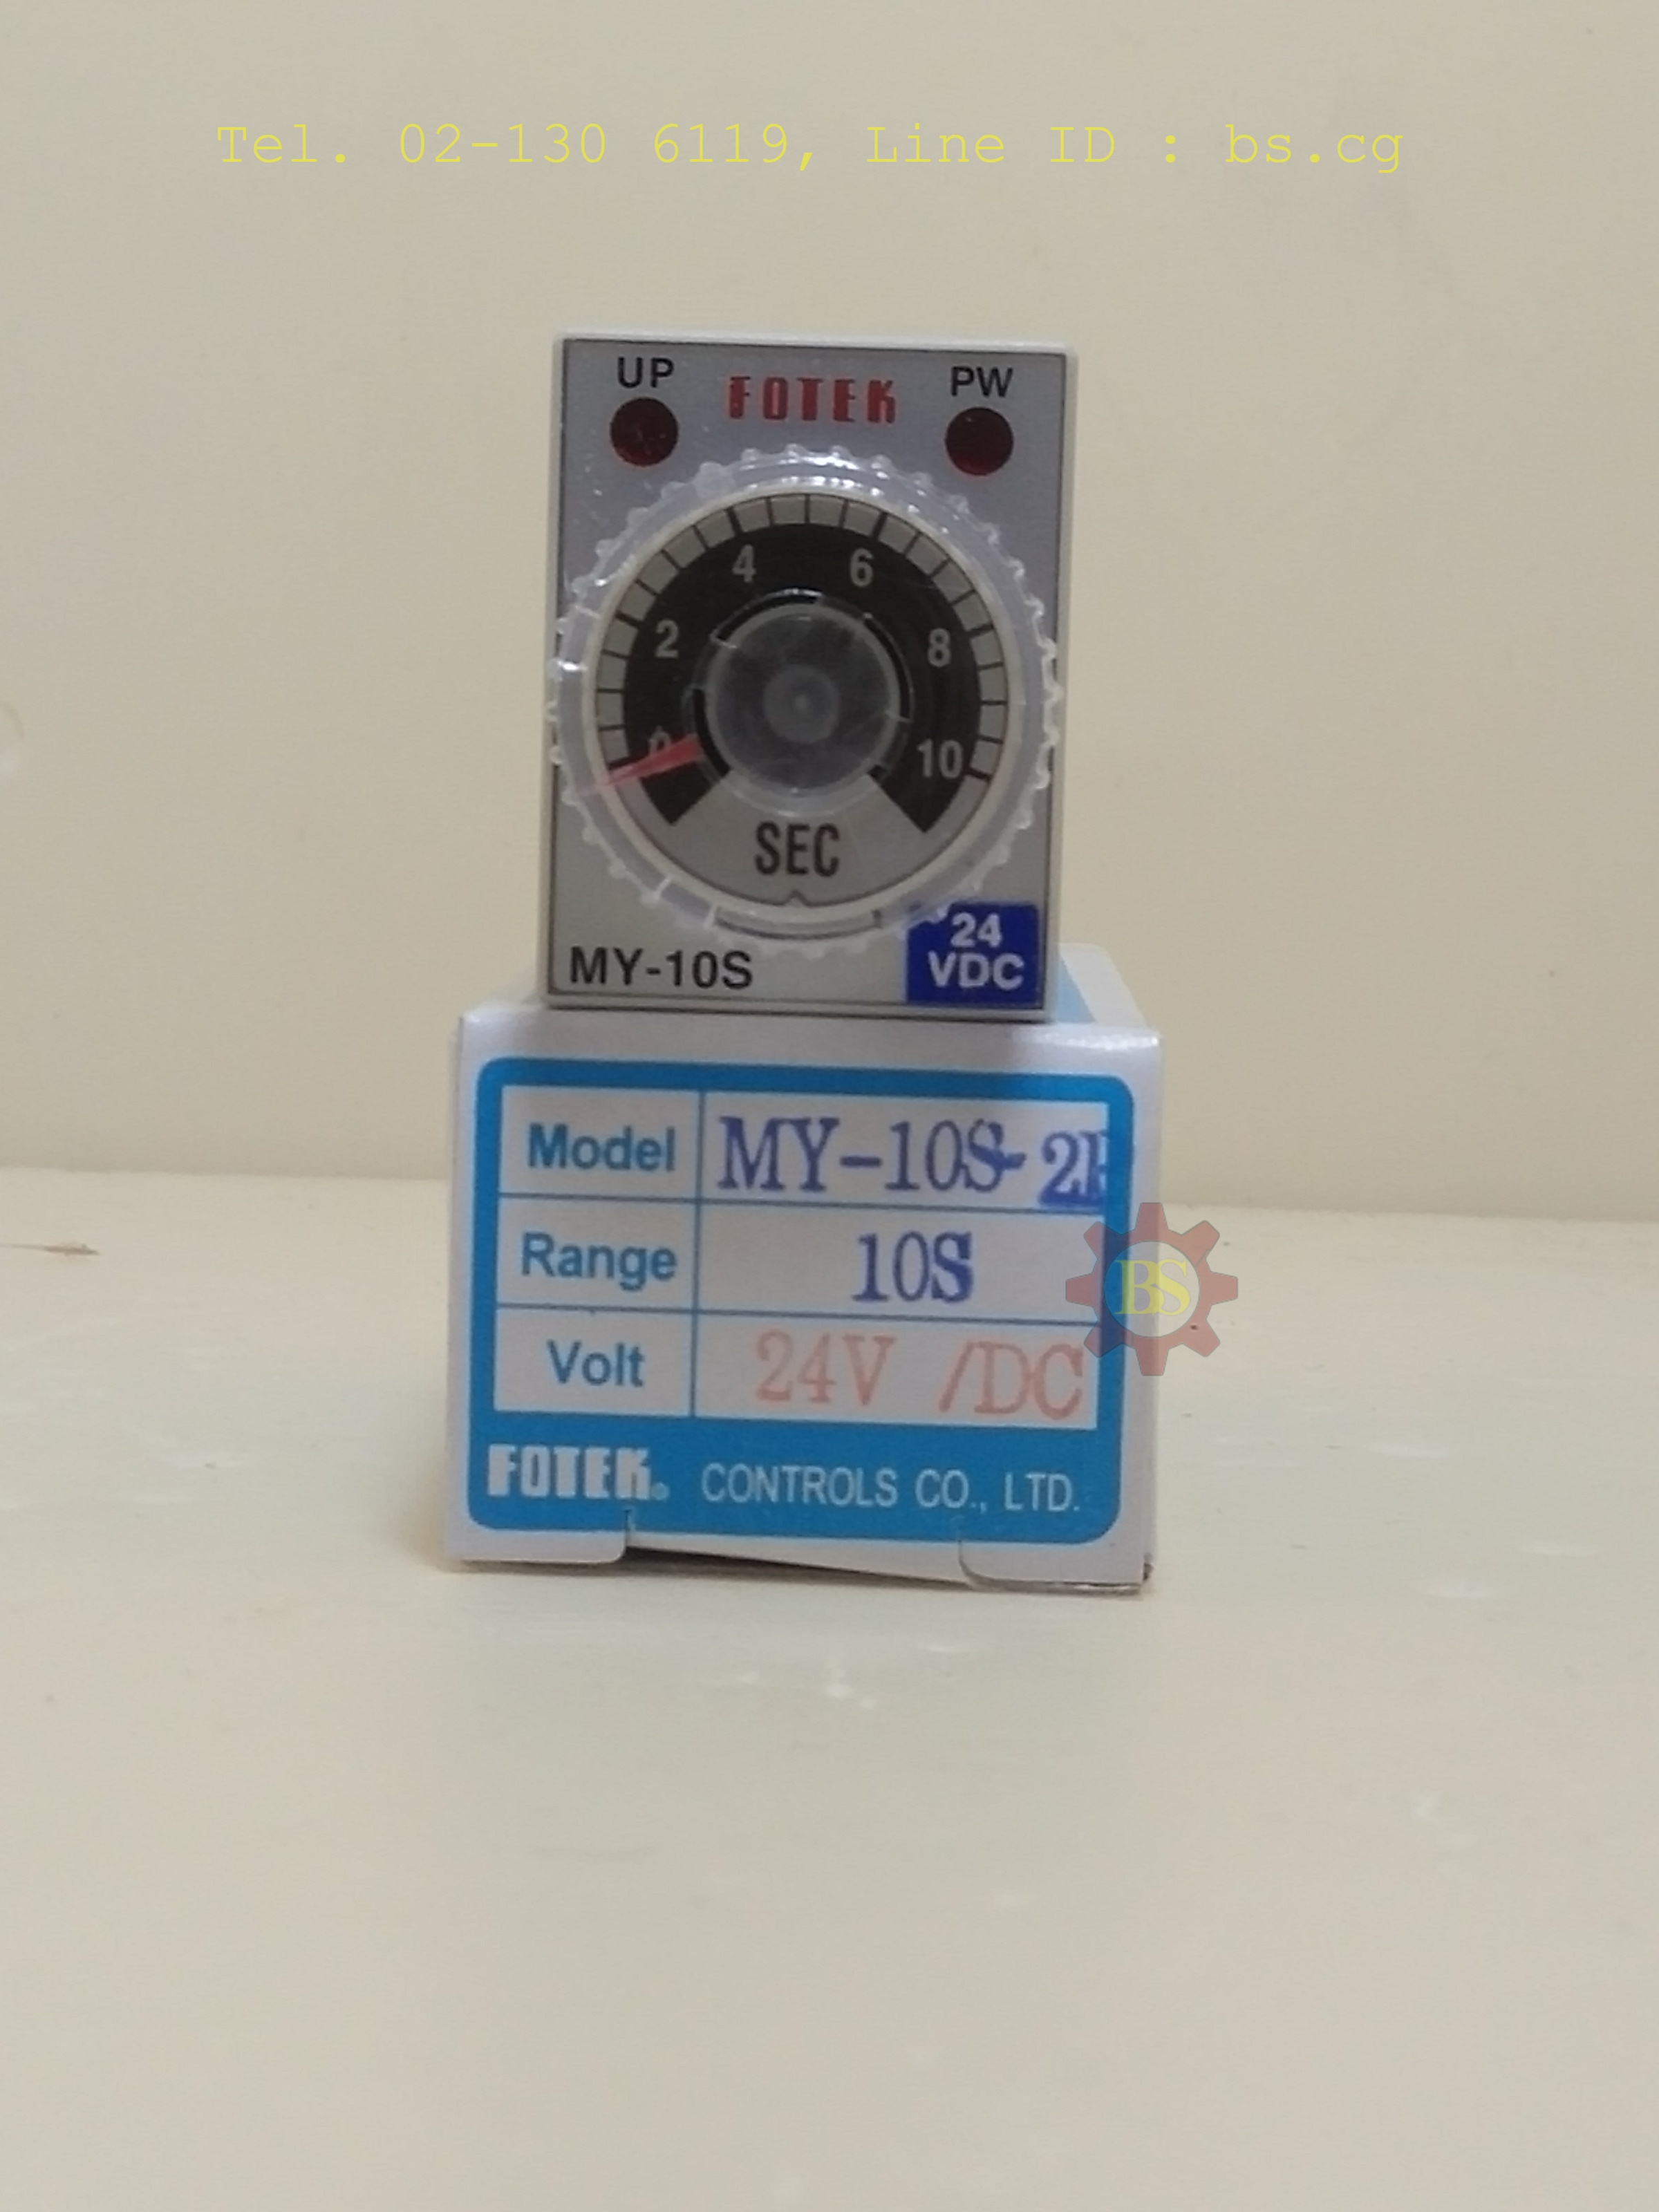 Tel. 02-130 6119, Line ID : bs.cg
UP FOTEK PW
4 6
2 8
0 10
SEC
MY-10S
24
VDC
Model MY-10S-
Range 10S
Volt 24V /DC
FOTEK® CONTROLS CO., LTD.
BS